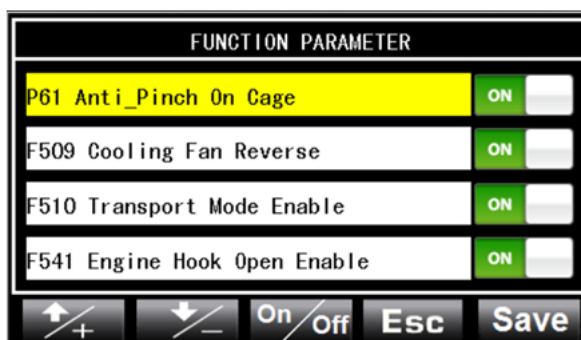 FUNCTION PARAMETER
P61 Anti_Pinch On Cage ON
F509 Cooling Fan Reverse ON
F510 Transport Mode Enable ON
F541 Engine Hook Open Enable ON
/+ /- On/Off Esc Save